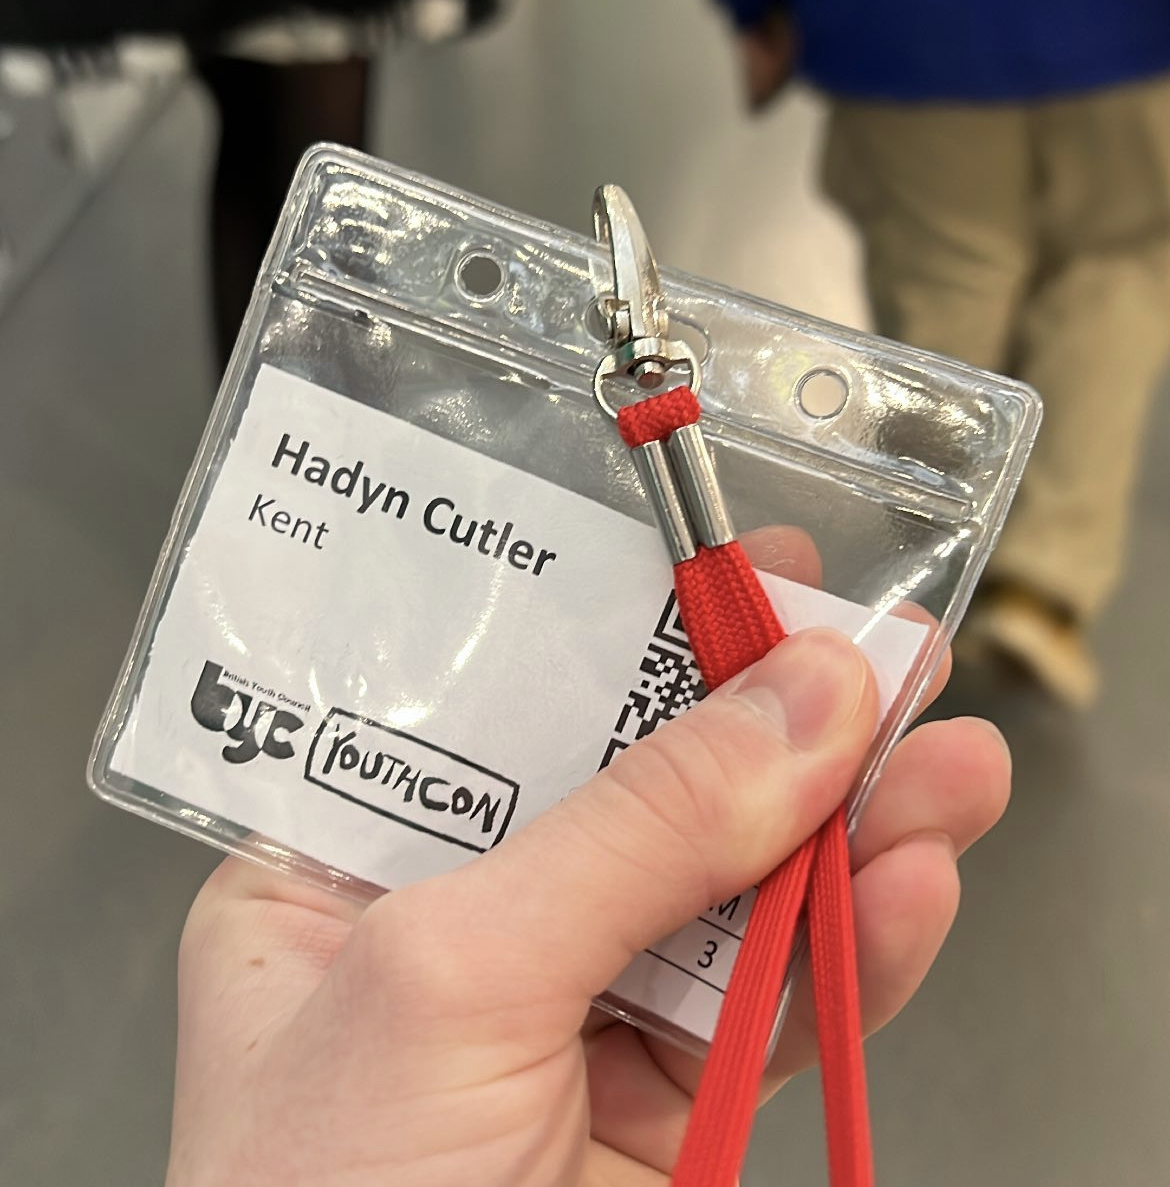 Hadyn Cutler
Kent
British Youth Council
byc
YOUTHCON
M
3